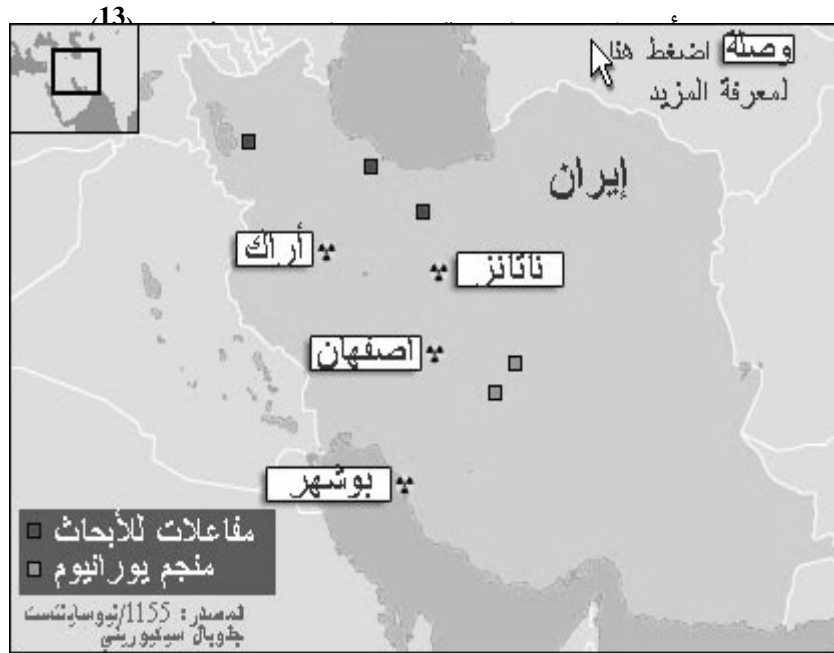 (13)
وصلة اضغط هنا
لمعرفة المزيد
إيران
أراك
ناتانز
اصفهان
بوشهر
مفاعلات للأبحاث
منجم يورانيوم
المصدر: 1155/نيوساينتست
جلوبال سيكيوريتي